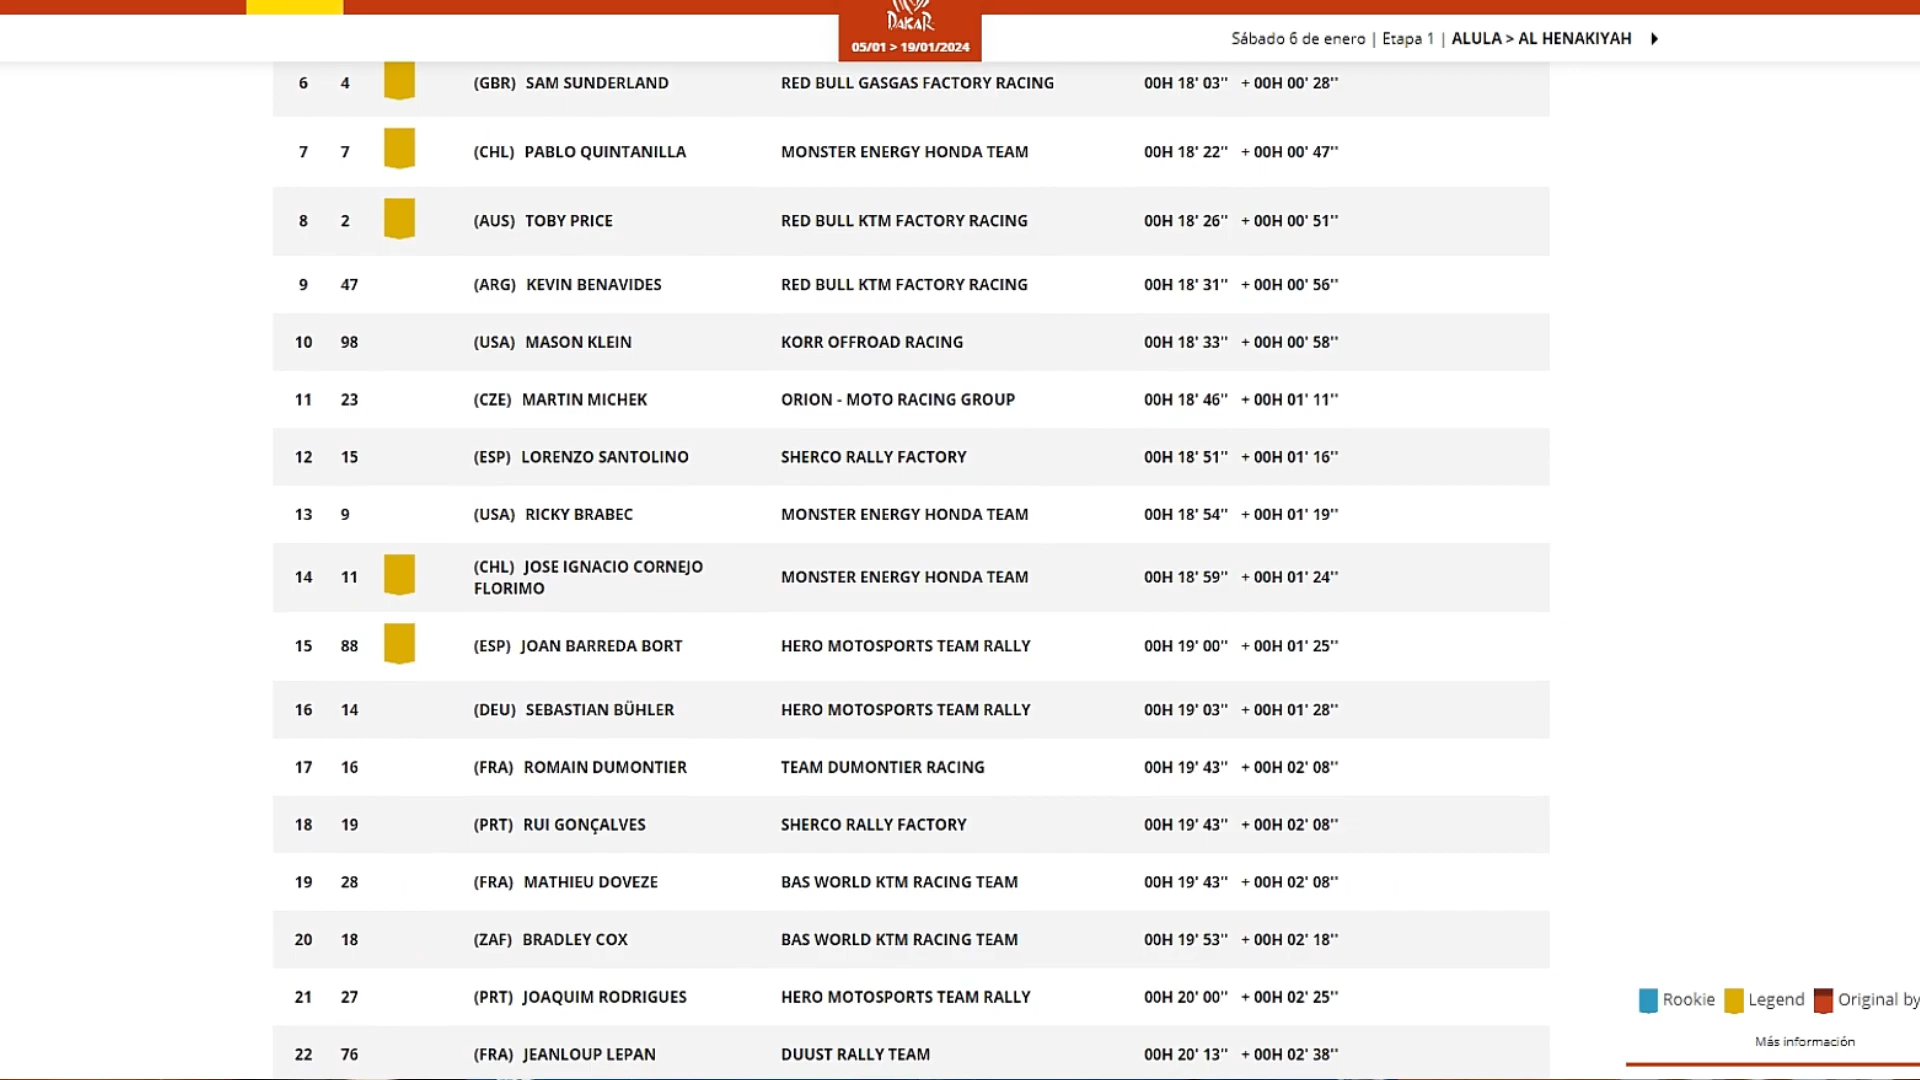 DAKAR
05/01 > 19/01/2024
Sábado 6 de enero | Etapa 1 | ALULA > AL HENAKIYAH
6 4 (GBR) SAM SUNDERLAND RED BULL GASGAS FACTORY RACING 00H 18' 03'' + 00H 00' 28''
7 7 (CHL) PABLO QUINTANILLA MONSTER ENERGY HONDA TEAM 00H 18' 22'' + 00H 00' 47''
8 2 (AUS) TOBY PRICE RED BULL KTM FACTORY RACING 00H 18' 26'' + 00H 00' 51''
9 47 (ARG) KEVIN BENAVIDES RED BULL KTM FACTORY RACING 00H 18' 31'' + 00H 00' 56''
10 98 (USA) MASON KLEIN KORR OFFROAD RACING 00H 18' 33'' + 00H 00' 58''
11 23 (CZE) MARTIN MICHEK ORION - MOTO RACING GROUP 00H 18' 46'' + 00H 01' 11''
12 15 (ESP) LORENZO SANTOLINO SHERCO RALLY FACTORY 00H 18' 51'' + 00H 01' 16''
13 9 (USA) RICKY BRABEC MONSTER ENERGY HONDA TEAM 00H 18' 54'' + 00H 01' 19''
14 11 (CHL) JOSE IGNACIO CORNEJO
FLORIMO MONSTER ENERGY HONDA TEAM 00H 18' 59'' + 00H 01' 24''
15 88 (ESP) JOAN BARREDA BORT HERO MOTOSPORTS TEAM RALLY 00H 19' 00'' + 00H 01' 25''
16 14 (DEU) SEBASTIAN BÜHLER HERO MOTOSPORTS TEAM RALLY 00H 19' 03'' + 00H 01' 28''
17 16 (FRA) ROMAIN DUMONTIER TEAM DUMONTIER RACING 00H 19' 43'' + 00H 02' 08''
18 19 (PRT) RUI GONÇALVES SHERCO RALLY FACTORY 00H 19' 43'' + 00H 02' 08''
19 28 (FRA) MATHIEU DOVEZE BAS WORLD KTM RACING TEAM 00H 19' 43'' + 00H 02' 08''
20 18 (ZAF) BRADLEY COX BAS WORLD KTM RACING TEAM 00H 19' 53'' + 00H 02' 18''
21 27 (PRT) JOAQUIM RODRIGUES HERO MOTOSPORTS TEAM RALLY 00H 20' 00'' + 00H 02' 25''
22 76 (FRA) JEANLOUP LEPAN DUUST RALLY TEAM 00H 20' 13'' + 00H 02' 38''
Rookie Legend Original by
Más información